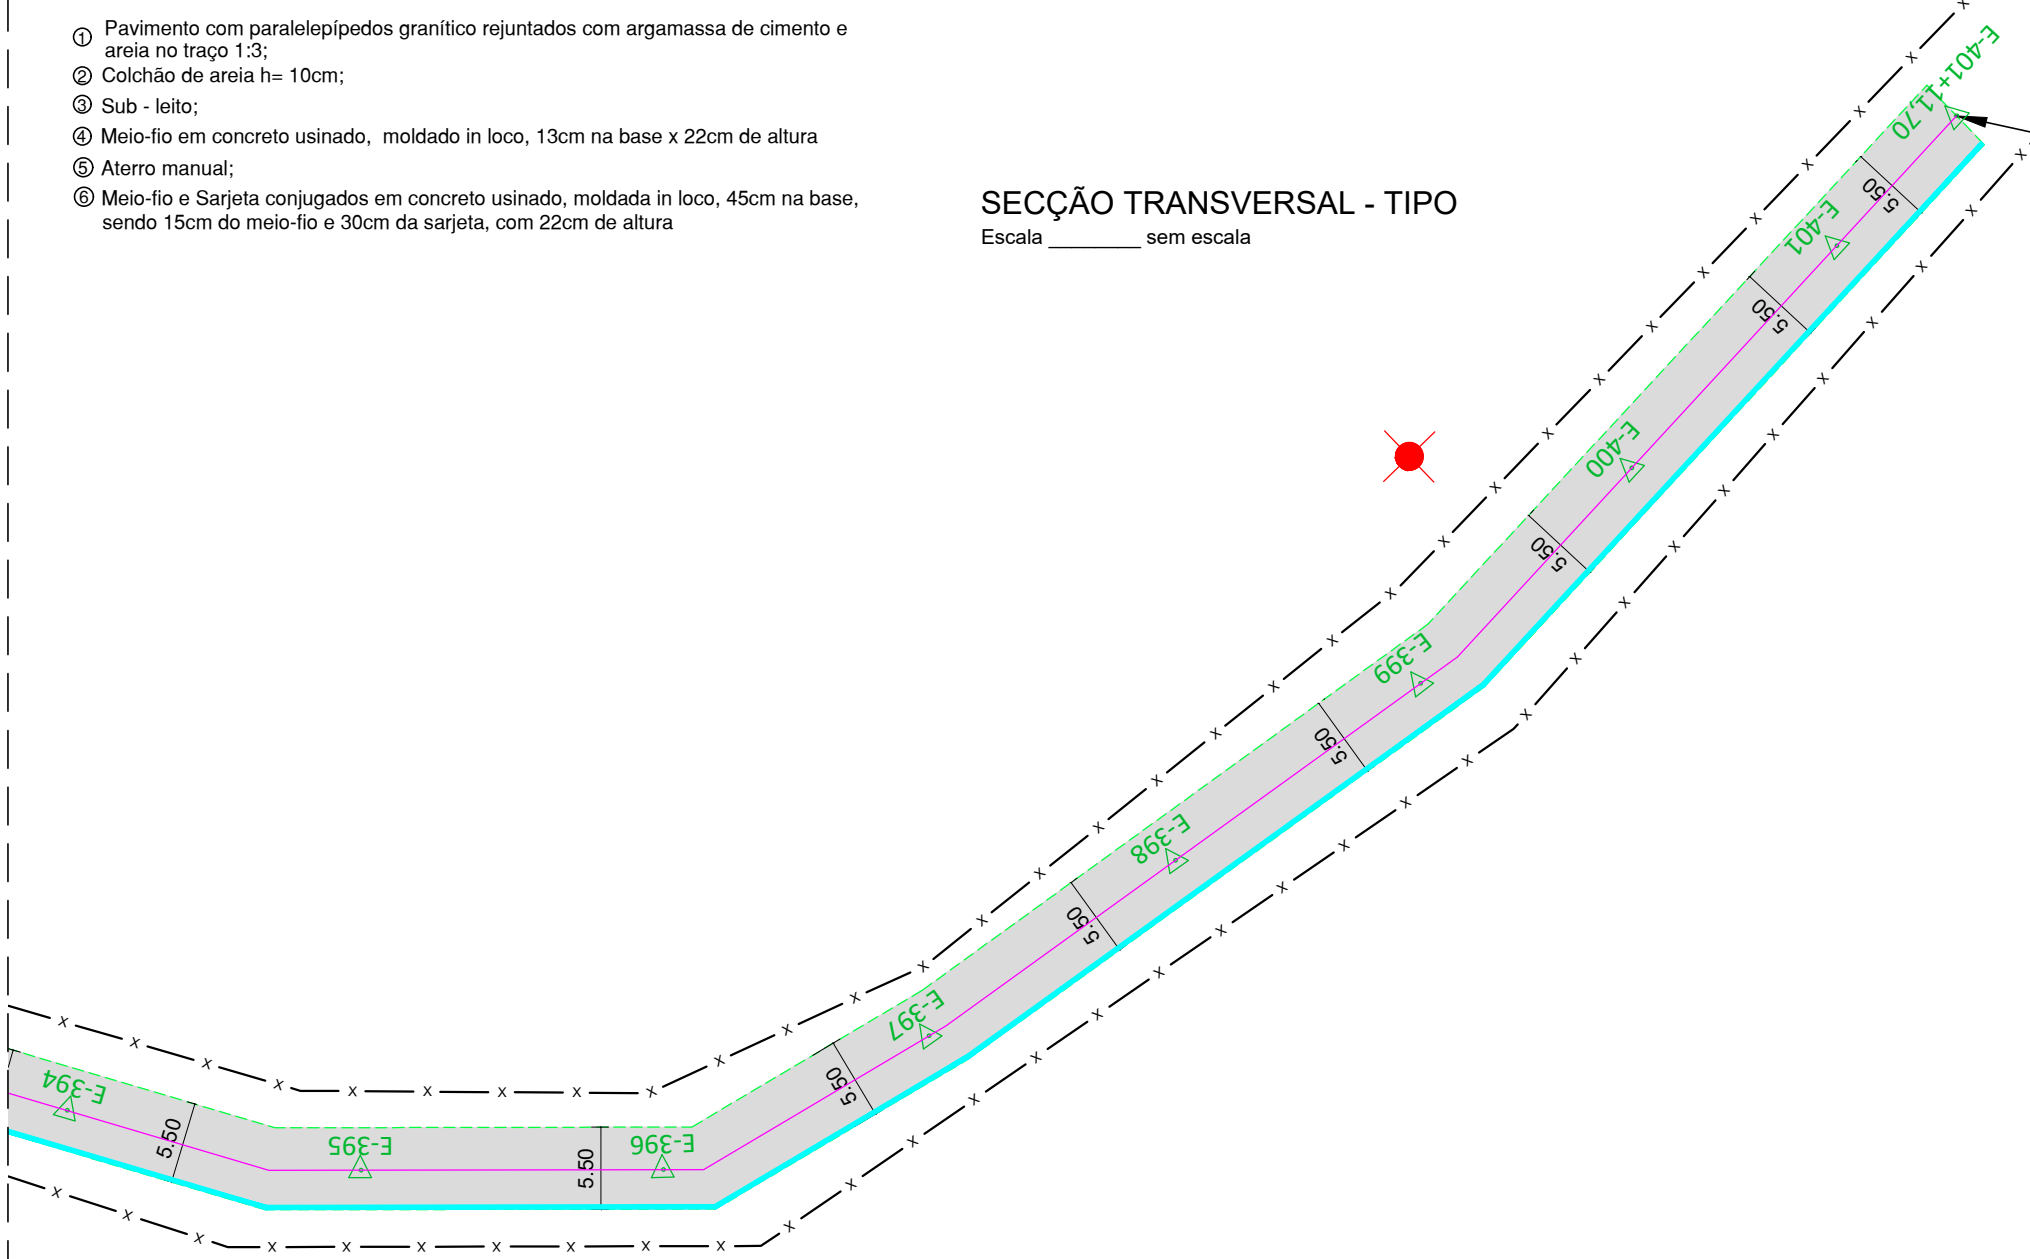 ① Pavimento com paralelepípedos granítico rejuntados com argamassa de cimento e
areia no traço 1:3;
② Colchão de areia h= 10cm;
③ Sub - leito;
④ Meio-fio em concreto usinado, moldado in loco, 13cm na base x 22cm de altura
⑤ Aterro manual;
⑥ Meio-fio e Sarjeta conjugados em concreto usinado, moldada in loco, 45cm na base,
sendo 15cm do meio-fio e 30cm da sarjeta, com 22cm de altura
SECÇÃO TRANSVERSAL - TIPO
Escala ________ sem escala
E-401+11,70
5.50
E-401
5.50
E-400
5.50
E-399
5.50
E-398
5.50
E-397
5.50
E-396
5.50
E-395
5.50
E-394